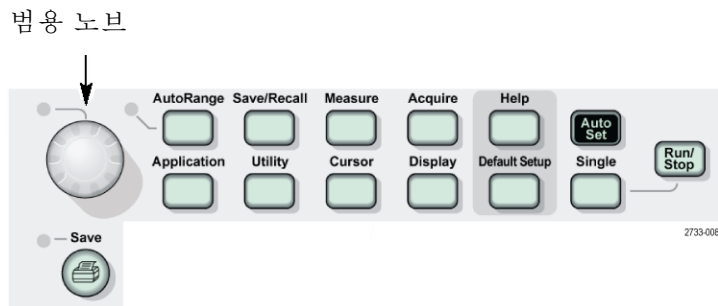 범용 노브
AutoRange Save/Recall Measure Acquire Help
Auto Set
Run/ Stop
Application Utility Cursor Display Default Setup Single
Save
2733-008